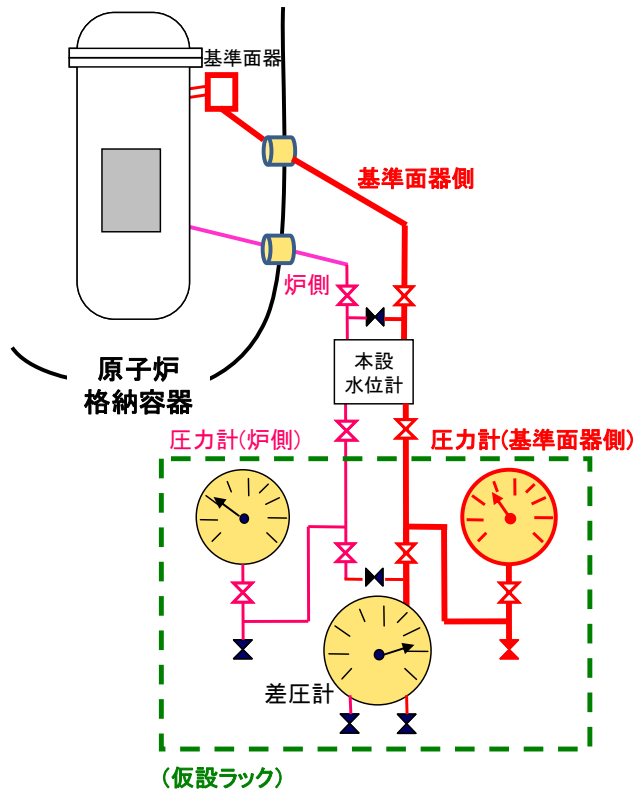 基準面器
基準面器側
炉側
原子炉
格納容器
本設
水位計
圧力計(炉側)
圧力計(基準面器側)
差圧計
(仮設ラック)